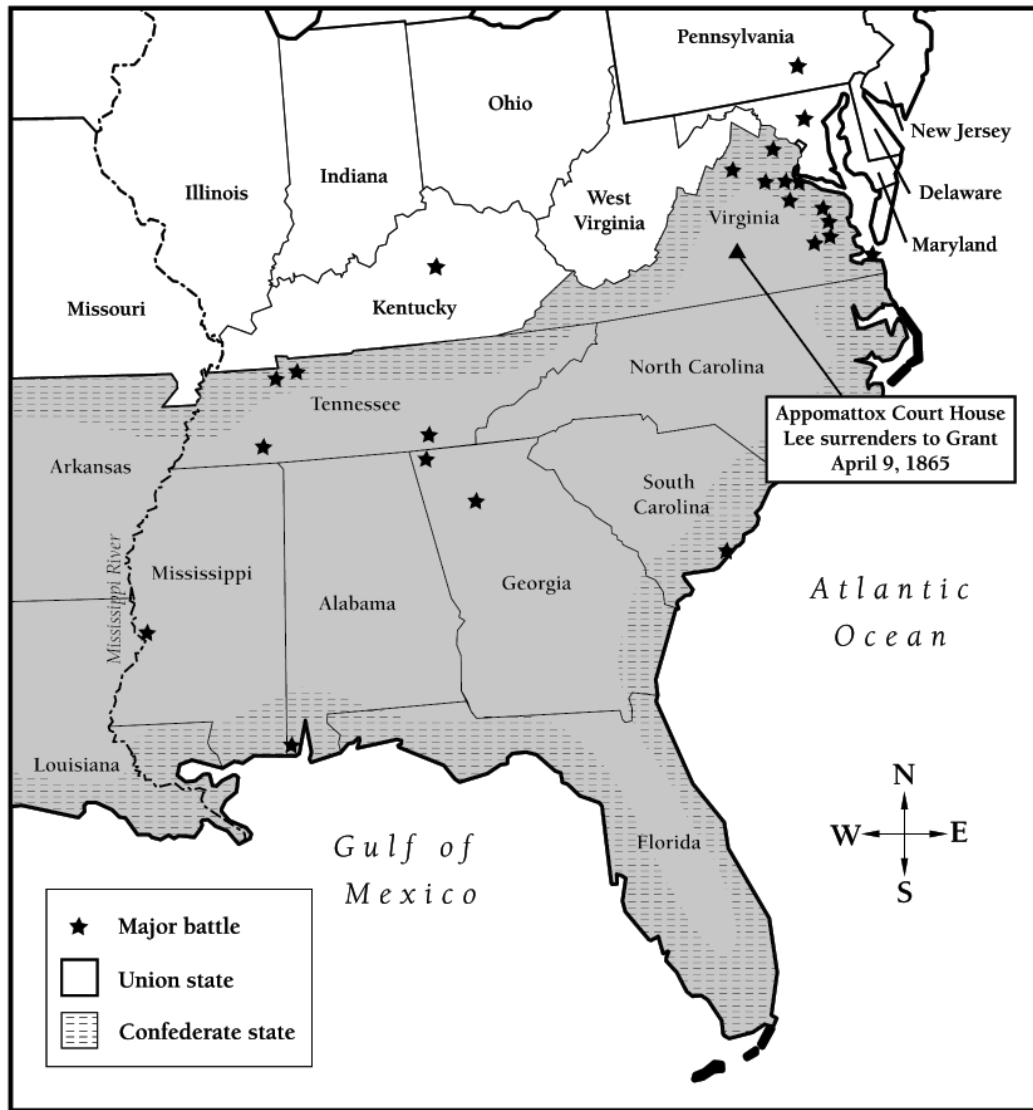 Pennsylvania
Ohio
New Jersey
Indiana
Illinois
West
Virginia
Delaware
Virginia
Maryland
Missouri
Kentucky
North Carolina
Tennessee
Appomattox Court House
Lee surrenders to Grant
April 9, 1865
Arkansas
South
Carolina
Mississippi River
Mississippi
Alabama
Georgia
Atlantic
Ocean
Louisiana
Florida
Gulf of
Mexico
N
W
E
S
Major battle
Union state
Confederate state